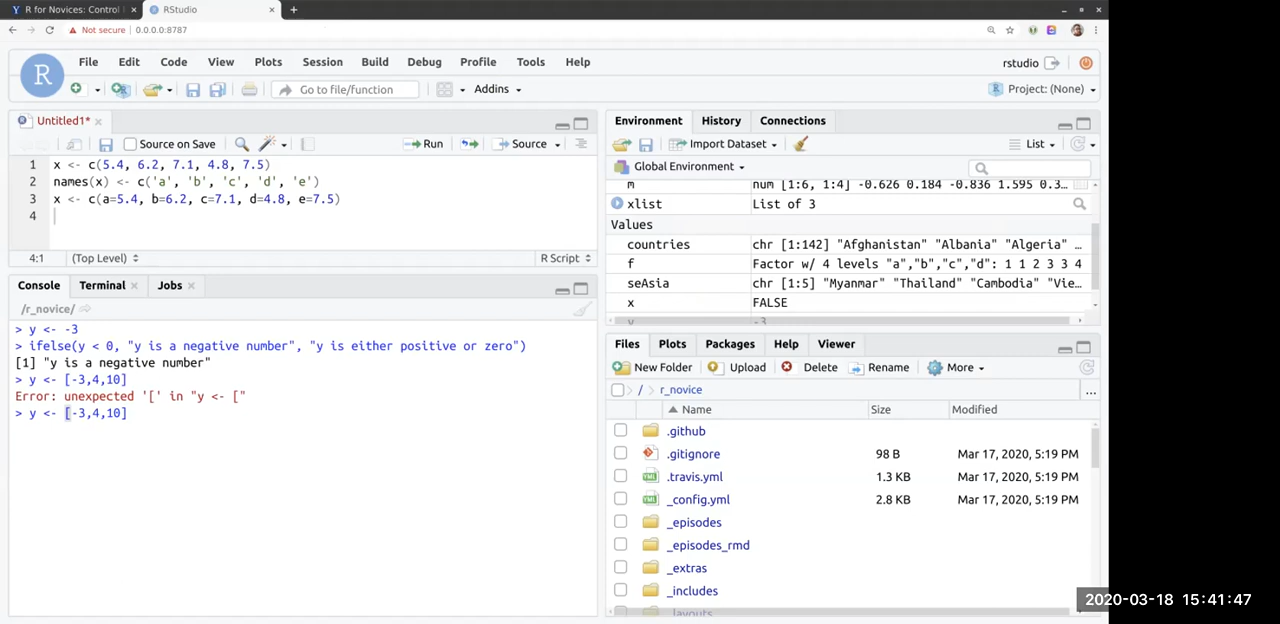 R for Novices: Control
RStudio
Not secure | 0.0.0.0:8787
File Edit Code View Plots Session Build Debug Profile Tools Help
rstudio
Go to file/function
Addins
Project: (None)
Untitled1*
Source on Save
Run
Source
1 x <- c(5.4, 6.2, 7.1, 4.8, 7.5)
2 names(x) <- c('a', 'b', 'c', 'd', 'e')
3 x <- c(a=5.4, b=6.2, c=7.1, d=4.8, e=7.5)
4
4:1 (Top Level) R Script
Console Terminal Jobs
/r_novice/
> y <- -3
> ifelse(y < 0, "y is a negative number", "y is either positive or zero")
[1] "y is a negative number"
> y <- [-3,4,10]
Error: unexpected '[' in "y <- ["
> y <- [-3,4,10]
Environment History Connections
Import Dataset
List
Global Environment
m num [1:6, 1:4] -0.626 0.184 -0.836 1.595 0.3…
xlist List of 3
Values
countries chr [1:142] "Afghanistan" "Albania" "Algeria" …
f Factor w/ 4 levels "a","b","c","d": 1 1 2 3 3 4
seAsia chr [1:5] "Myanmar" "Thailand" "Cambodia" "Vie…
x FALSE
y -3
Files Plots Packages Help Viewer
New Folder Upload Delete Rename More
/ r_novice ...
Name Size Modified
.github
.gitignore 98 B Mar 17, 2020, 5:19 PM
.travis.yml 1.3 KB Mar 17, 2020, 5:19 PM
_config.yml 2.8 KB Mar 17, 2020, 5:19 PM
_episodes
_episodes_rmd
_extras
_includes
_layouts
2020-03-18 15:41:47